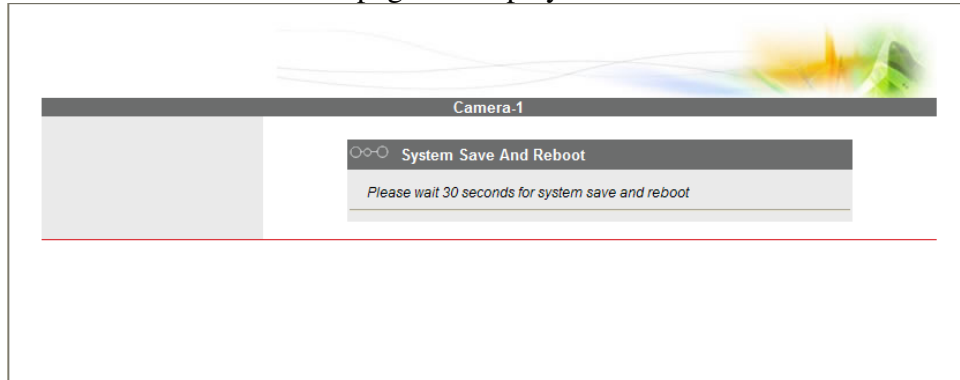 Camera-1
System Save And Reboot
Please wait 30 seconds for system save and reboot